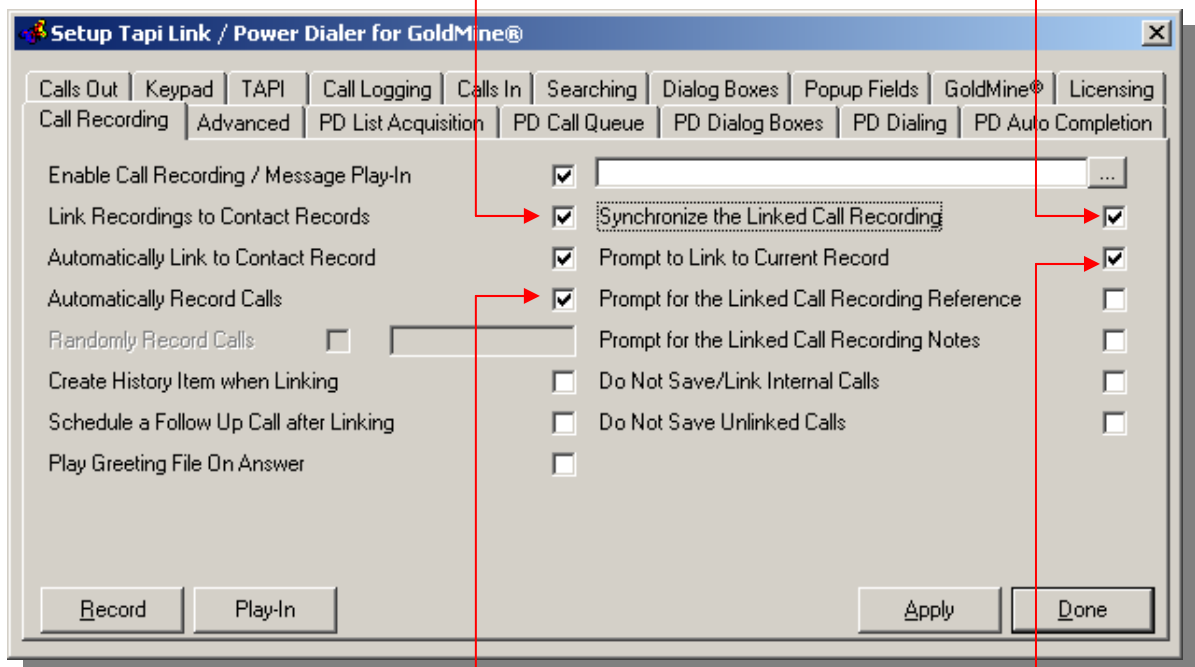 Setup Tapi Link / Power Dialer for GoldMine®
Calls Out Keypad TAPI Call Logging Calls In Searching Dialog Boxes Popup Fields GoldMine® Licensing
Call Recording Advanced PD List Acquisition PD Call Queue PD Dialog Boxes PD Dialing PD Auto Completion
Enable Call Recording / Message Play-In ...
Link Recordings to Contact Records Synchronize the Linked Call Recording
Automatically Link to Contact Record Prompt to Link to Current Record
Automatically Record Calls Prompt for the Linked Call Recording Reference
Randomly Record Calls Prompt for the Linked Call Recording Notes
Create History Item when Linking Do Not Save/Link Internal Calls
Schedule a Follow Up Call after Linking Do Not Save Unlinked Calls
Play Greeting File On Answer
Record Play-In Apply Done